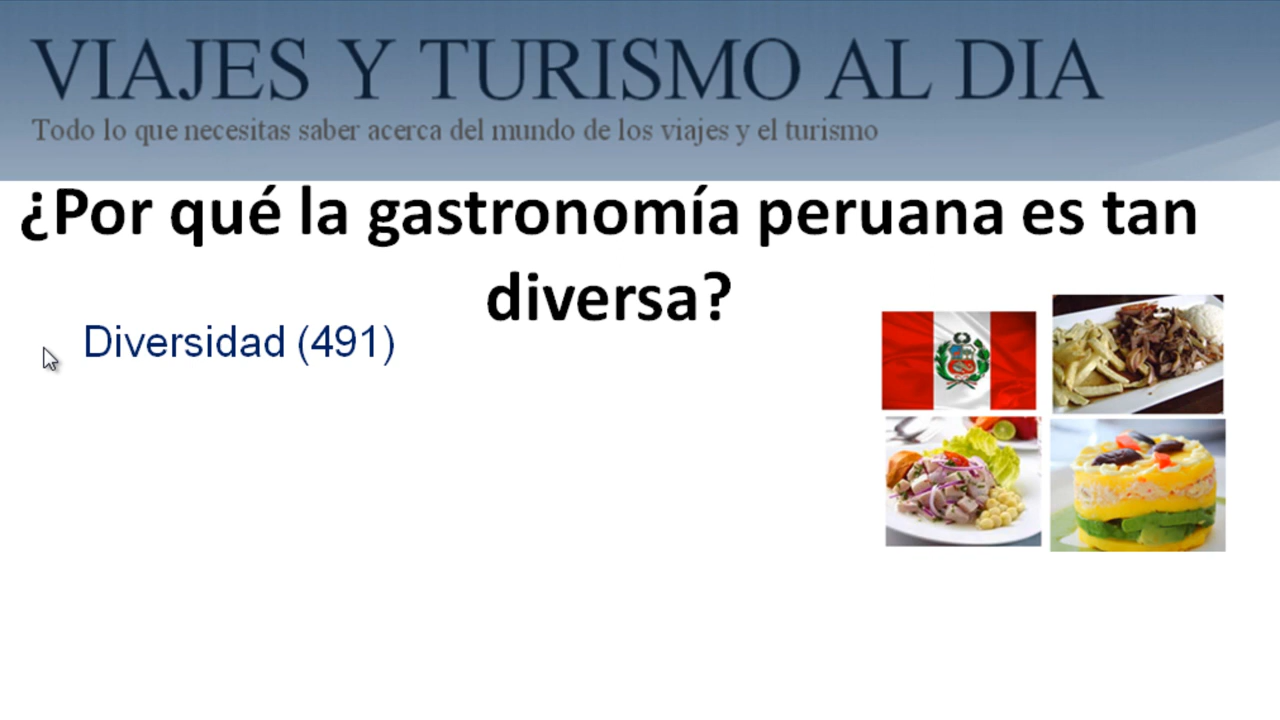 VIAJES Y TURISMO AL DIA
Todo lo que necesitas saber acerca del mundo de los viajes y el turismo
¿Por qué la gastronomía peruana es tan
diversa?
Diversidad (491)